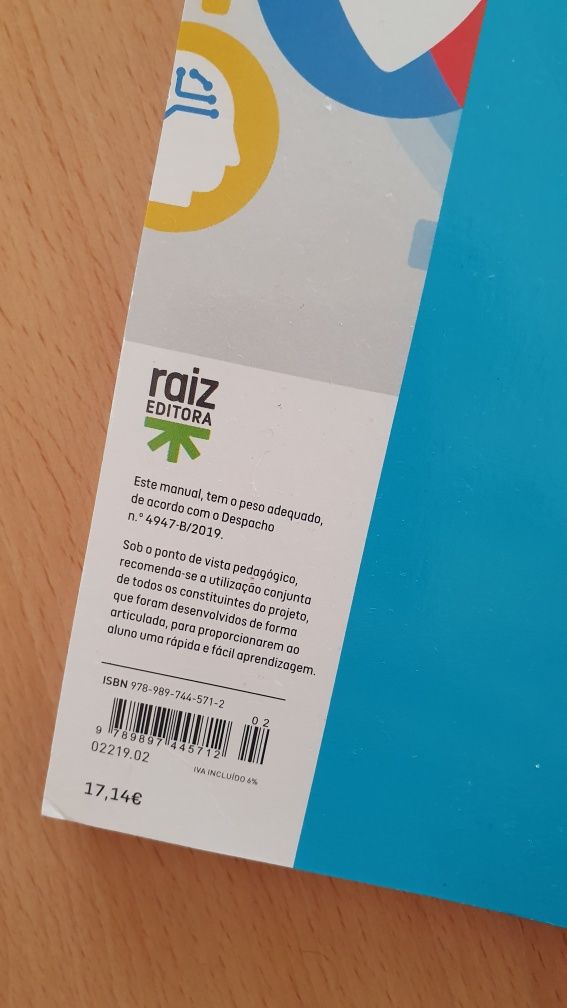 raiz
EDITORA
Este manual, tem o peso adequado,
de acordo com o Despacho
n.º 4947-B/2019.
Sob o ponto de vista pedagógico,
recomenda-se a utilização conjunta
de todos os constituintes do projeto,
que foram desenvolvidos de forma
articulada, para proporcionarem ao
aluno uma rápida e fácil aprendizagem.
ISBN 978-989-744-571-2
0 2
9 789897 445712
02219.02
IVA INCLUÍDO 6%
17,14€